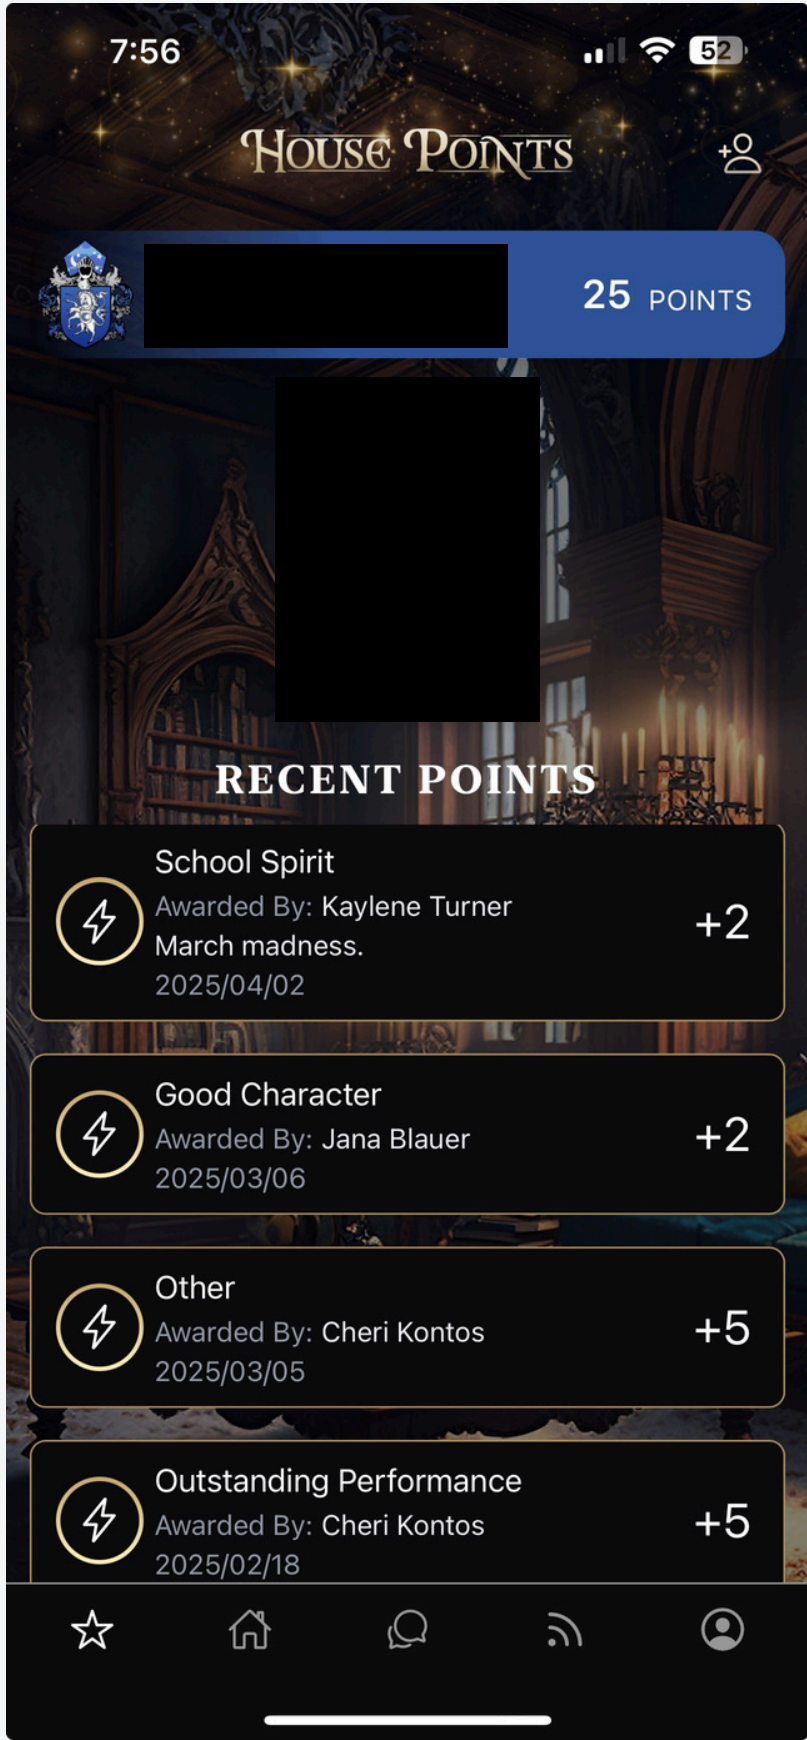 7:56
52
HOUSE POINTS
25 POINTS
RECENT POINTS
School Spirit
Awarded By: Kaylene Turner
+2
March madness.
2025/04/02
Good Character
Awarded By: Jana Blauer
+2
2025/03/06
Other
Awarded By: Cheri Kontos
+5
2025/03/05
Outstanding Performance
Awarded By: Cheri Kontos
+5
2025/02/18